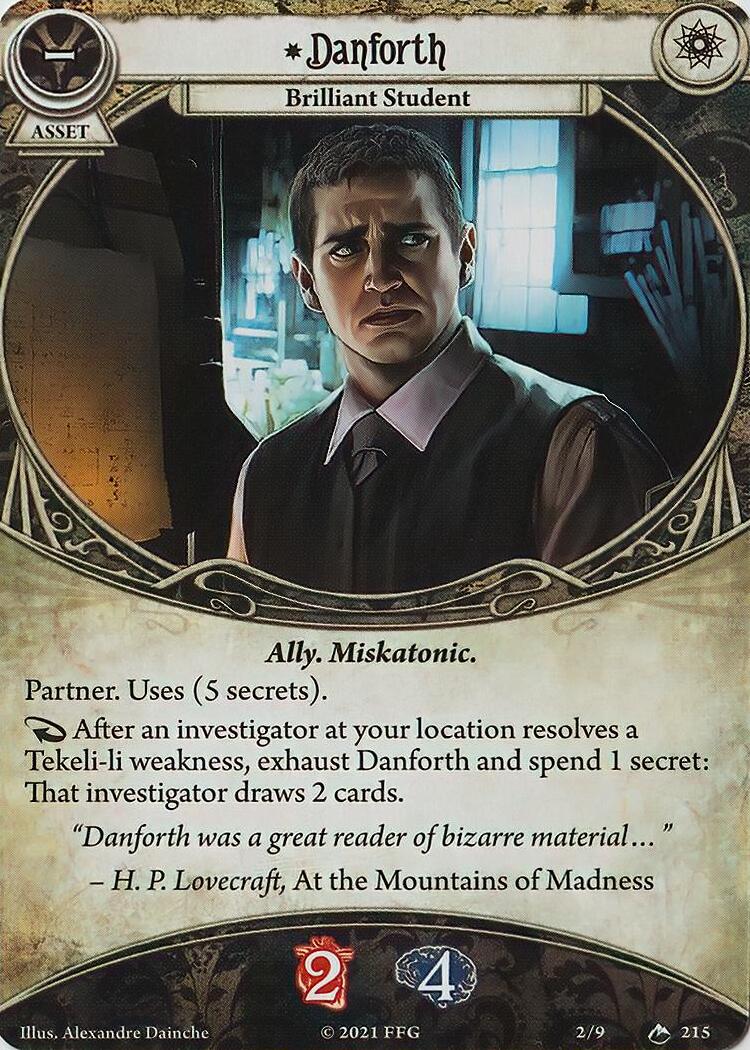 –
Danforth
Brilliant Student
ASSET
Ally. Miskatonic.
Partner. Uses (5 secrets).
After an investigator at your location resolves a
Tekeli-li weakness, exhaust Danforth and spend 1 secret:
That investigator draws 2 cards.
“Danforth was a great reader of bizarre material… ”
– H. P. Lovecraft, At the Mountains of Madness
2 4
Illus. Alexandre Dainche © 2021 FFG 2/9 215